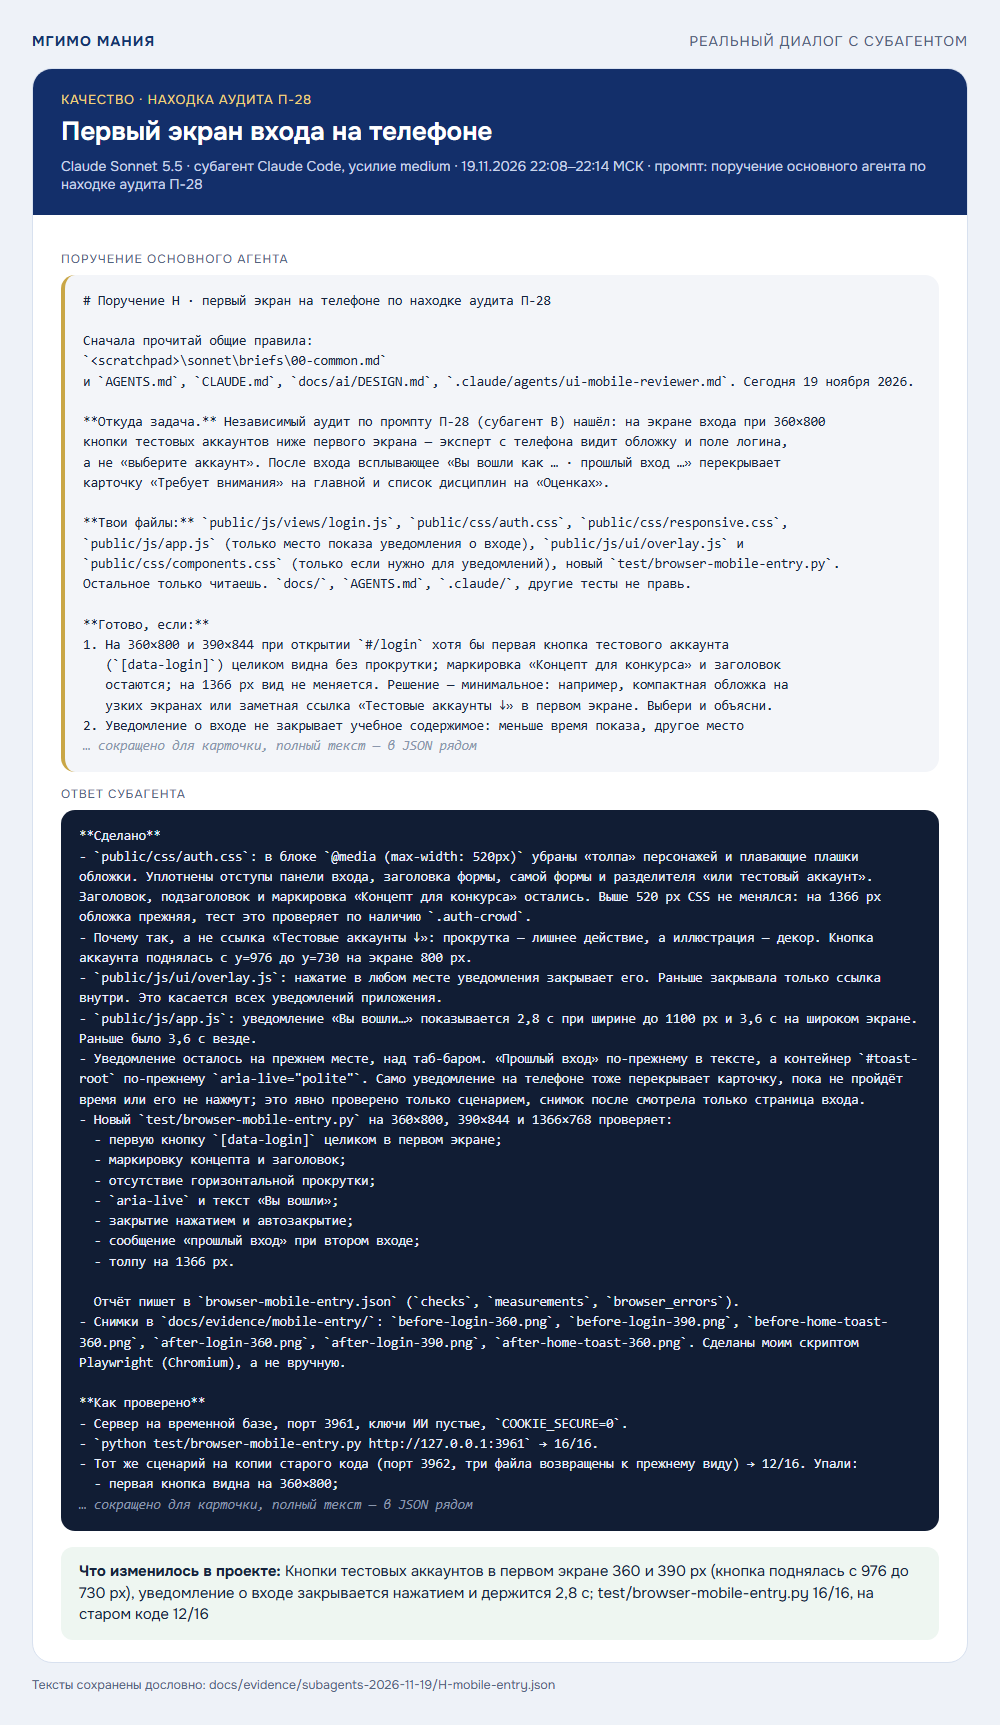 МГИМО МАНИЯ
РЕАЛЬНЫЙ ДИАЛОГ С СУБАГЕНТОМ
КАЧЕСТВО · НАХОДКА АУДИТА П-28
Первый экран входа на телефоне
Claude Sonnet 5.5 · субагент Claude Code, усилие medium · 19.11.2026 22:08–22:14 МСК · промпт: поручение основного агента по
находке аудита П-28
ПОРУЧЕНИЕ ОСНОВНОГО АГЕНТА
# Поручение H · первый экран на телефоне по находке аудита П-28
Сначала прочитай общие правила:
`<scratchpad>\sonnet\briefs\00-common.md`
и `AGENTS.md`, `CLAUDE.md`, `docs/ai/DESIGN.md`, `.claude/agents/ui-mobile-reviewer.md`. Сегодня 19 ноября 2026.
**Откуда задача.** Независимый аудит по промпту П-28 (субагент B) нашёл: на экране входа при 360×800
кнопки тестовых аккаунтов ниже первого экрана — эксперт с телефона видит обложку и поле логина,
а не «выберите аккаунт». После входа всплывающее «Вы вошли как … · прошлый вход …» перекрывает
карточку «Требует внимания» на главной и список дисциплин на «Оценках».
**Твои файлы:** `public/js/views/login.js`, `public/css/auth.css`, `public/css/responsive.css`,
`public/js/app.js` (только место показа уведомления о входе), `public/js/ui/overlay.js` и
`public/css/components.css` (только если нужно для уведомлений), новый `test/browser-mobile-entry.py`.
Остальное только читаешь. `docs/`, `AGENTS.md`, `.claude/`, другие тесты не правь.
**Готово, если:**
1. На 360×800 и 390×844 при открытии `#/login` хотя бы первая кнопка тестового аккаунта
(`[data-login]`) целиком видна без прокрутки; маркировка «Концепт для конкурса» и заголовок
остаются; на 1366 px вид не меняется. Решение — минимальное: например, компактная обложка на
узких экранах или заметная ссылка «Тестовые аккаунты ↓» в первом экране. Выбери и объясни.
2. Уведомление о входе не закрывает учебное содержимое: меньше время показа, другое место
… сокращено для карточки, полный текст — в JSON рядом
ОТВЕТ СУБАГЕНТА
**Сделано**
- `public/css/auth.css`: в блоке `@media (max-width: 520px)` убраны «толпа» персонажей и плавающие плашки
обложки. Уплотнены отступы панели входа, заголовка формы, самой формы и разделителя «или тестовый аккаунт».
Заголовок, подзаголовок и маркировка «Концепт для конкурса» остались. Выше 520 px CSS не менялся: на 1366 px
обложка прежняя, тест это проверяет по наличию `.auth-crowd`.
- Почему так, а не ссылка «Тестовые аккаунты ↓»: прокрутка — лишнее действие, а иллюстрация — декор. Кнопка
аккаунта поднялась с y=976 до y=730 на экране 800 px.
- `public/js/ui/overlay.js`: нажатие в любом месте уведомления закрывает его. Раньше закрывала только ссылка
внутри. Это касается всех уведомлений приложения.
- `public/js/app.js`: уведомление «Вы вошли…» показывается 2,8 с при ширине до 1100 px и 3,6 с на широком экране.
Раньше было 3,6 с везде.
- Уведомление осталось на прежнем месте, над таб-баром. «Прошлый вход» по-прежнему в тексте, а контейнер `#toast-
root` по-прежнему `aria-live="polite"`. Само уведомление на телефоне тоже перекрывает карточку, пока не пройдёт
время или его не нажмут; это явно проверено только сценарием, снимок после смотрела только страница входа.
- Новый `test/browser-mobile-entry.py` на 360×800, 390×844 и 1366×768 проверяет:
- первую кнопку `[data-login]` целиком в первом экране;
- маркировку концепта и заголовок;
- отсутствие горизонтальной прокрутки;
- `aria-live` и текст «Вы вошли»;
- закрытие нажатием и автозакрытие;
- сообщение «прошлый вход» при втором входе;
- толпу на 1366 px.
Отчёт пишет в `browser-mobile-entry.json` (`checks`, `measurements`, `browser_errors`).
- Снимки в `docs/evidence/mobile-entry/`: `before-login-360.png`, `before-login-390.png`, `before-home-toast-
360.png`, `after-login-360.png`, `after-login-390.png`, `after-home-toast-360.png`. Сделаны моим скриптом
Playwright (Chromium), а не вручную.
**Как проверено**
- Сервер на временной базе, порт 3961, ключи ИИ пустые, `COOKIE_SECURE=0`.
- `python test/browser-mobile-entry.py http://127.0.0.1:3961` → 16/16.
- Тот же сценарий на копии старого кода (порт 3962, три файла возвращены к прежнему виду) → 12/16. Упали:
- первая кнопка видна на 360×800;
… сокращено для карточки, полный текст — в JSON рядом
Что изменилось в проекте: Кнопки тестовых аккаунтов в первом экране 360 и 390 px (кнопка поднялась с 976 до
730 px), уведомление о входе закрывается нажатием и держится 2,8 с; test/browser-mobile-entry.py 16/16, на
старом коде 12/16
Тексты сохранены дословно: docs/evidence/subagents-2026-11-19/H-mobile-entry.json